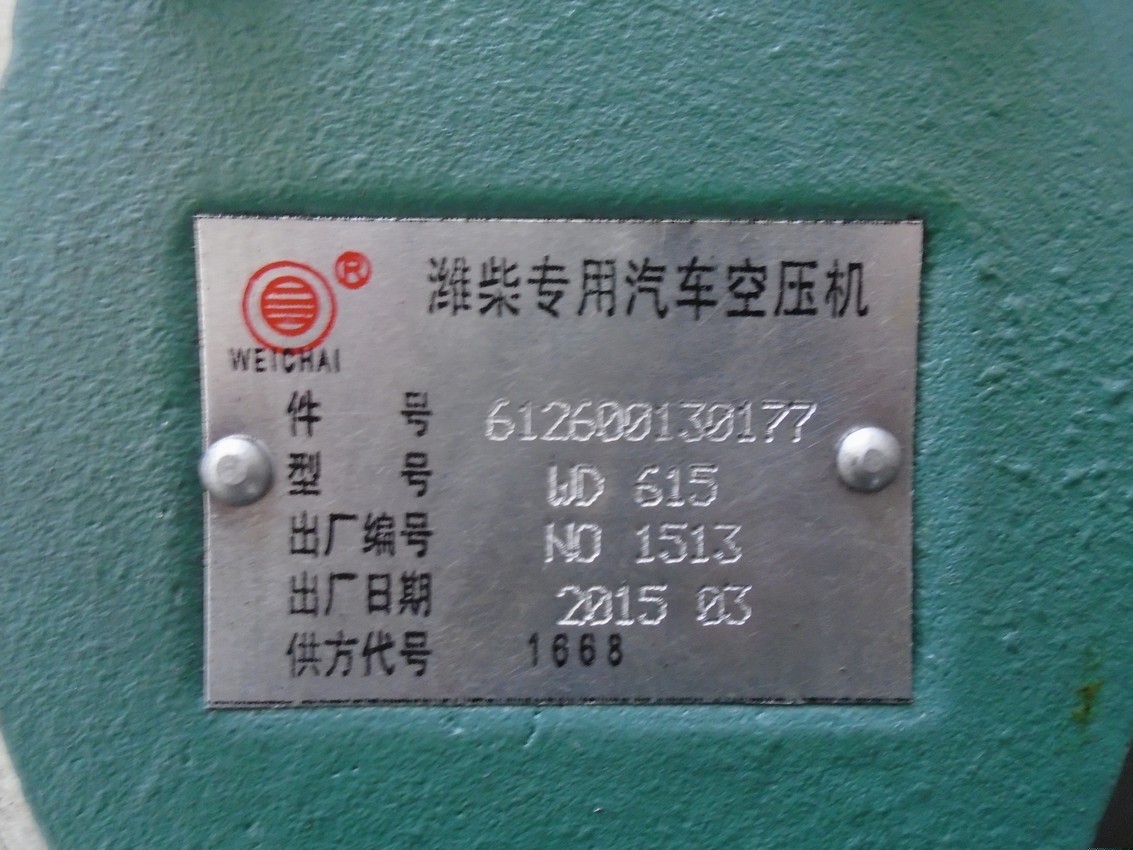 ®
WEICHAI
潍柴专用汽车空压机
件 号 612600130177
型 号 WD 615
出厂编号 NO 1513
出厂日期 2015 03
供方代号 1668